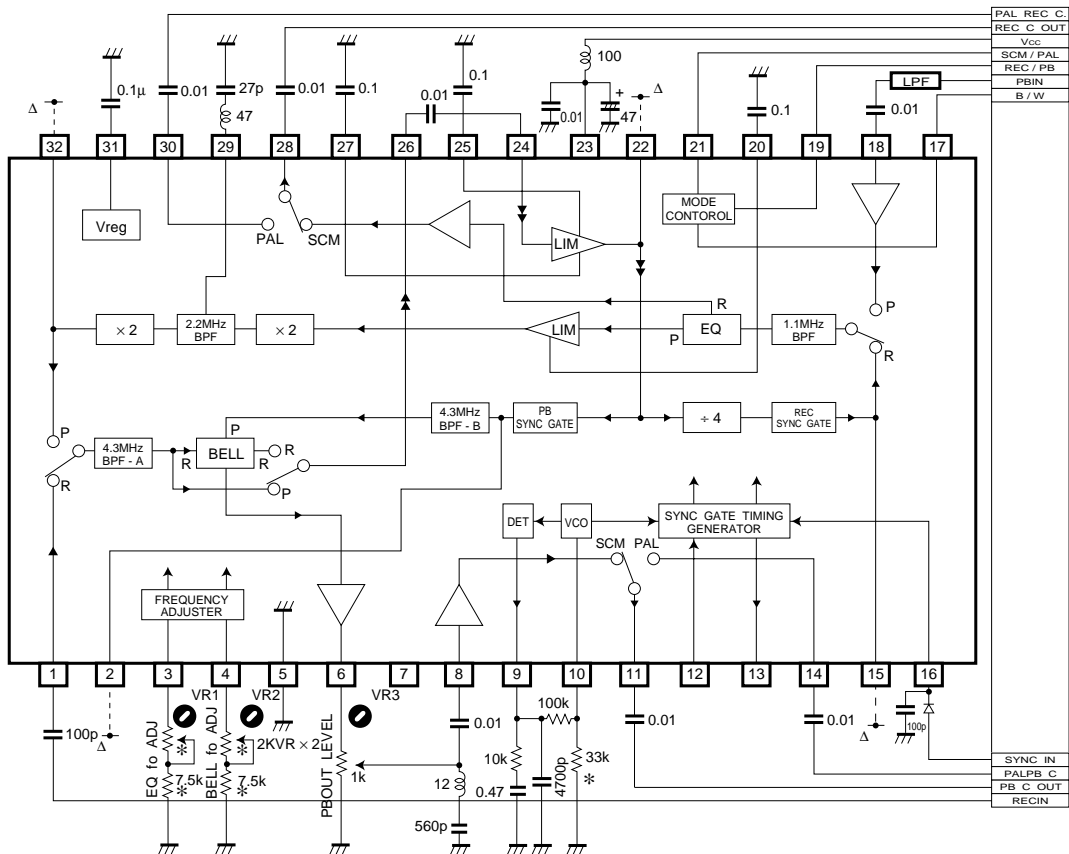 PAL REC C.
REC C OUT
Vcc
SCM / PAL
REC / PB
PBIN
B / W
LPF
100
0.1µ
0.01
27p
47
0.01
0.1
0.01
0.1
0.01
+
47
Δ
Δ
0.1
0.01
32
31
30
29
28
27
26
25
24
23
22
21
20
19
18
17
Vreg
PAL
SCM
LIM
MODE
CONTOROL
× 2
2.2MHz
BPF
× 2
LIM
R
P
EQ
1.1MHz
BPF
P
R
P
R
4.3MHz
BPF - A
R
P
BELL
R
R
P
4.3MHz
BPF - B
PB
SYNC GATE
÷ 4
REC
SYNC GATE
DET
VCO
SYNC GATE TIMING
GENERATOR
SCM
PAL
FREQUENCY
ADJUSTER
1
2
3
4
5
6
7
8
9
10
11
12
13
14
15
16
100p
Δ
EQ fo ADJ
VR1
*
7.5k
*
BELL fo ADJ
VR2
*
2KVR × 2
7.5k
*
PBOUT LEVEL
VR3
1k
0.01
12
560p
10k
0.47
4700p
100k
33k
*
0.01
0.01
Δ
100p
SYNC IN
PALPB C
PB C OUT
RECIN